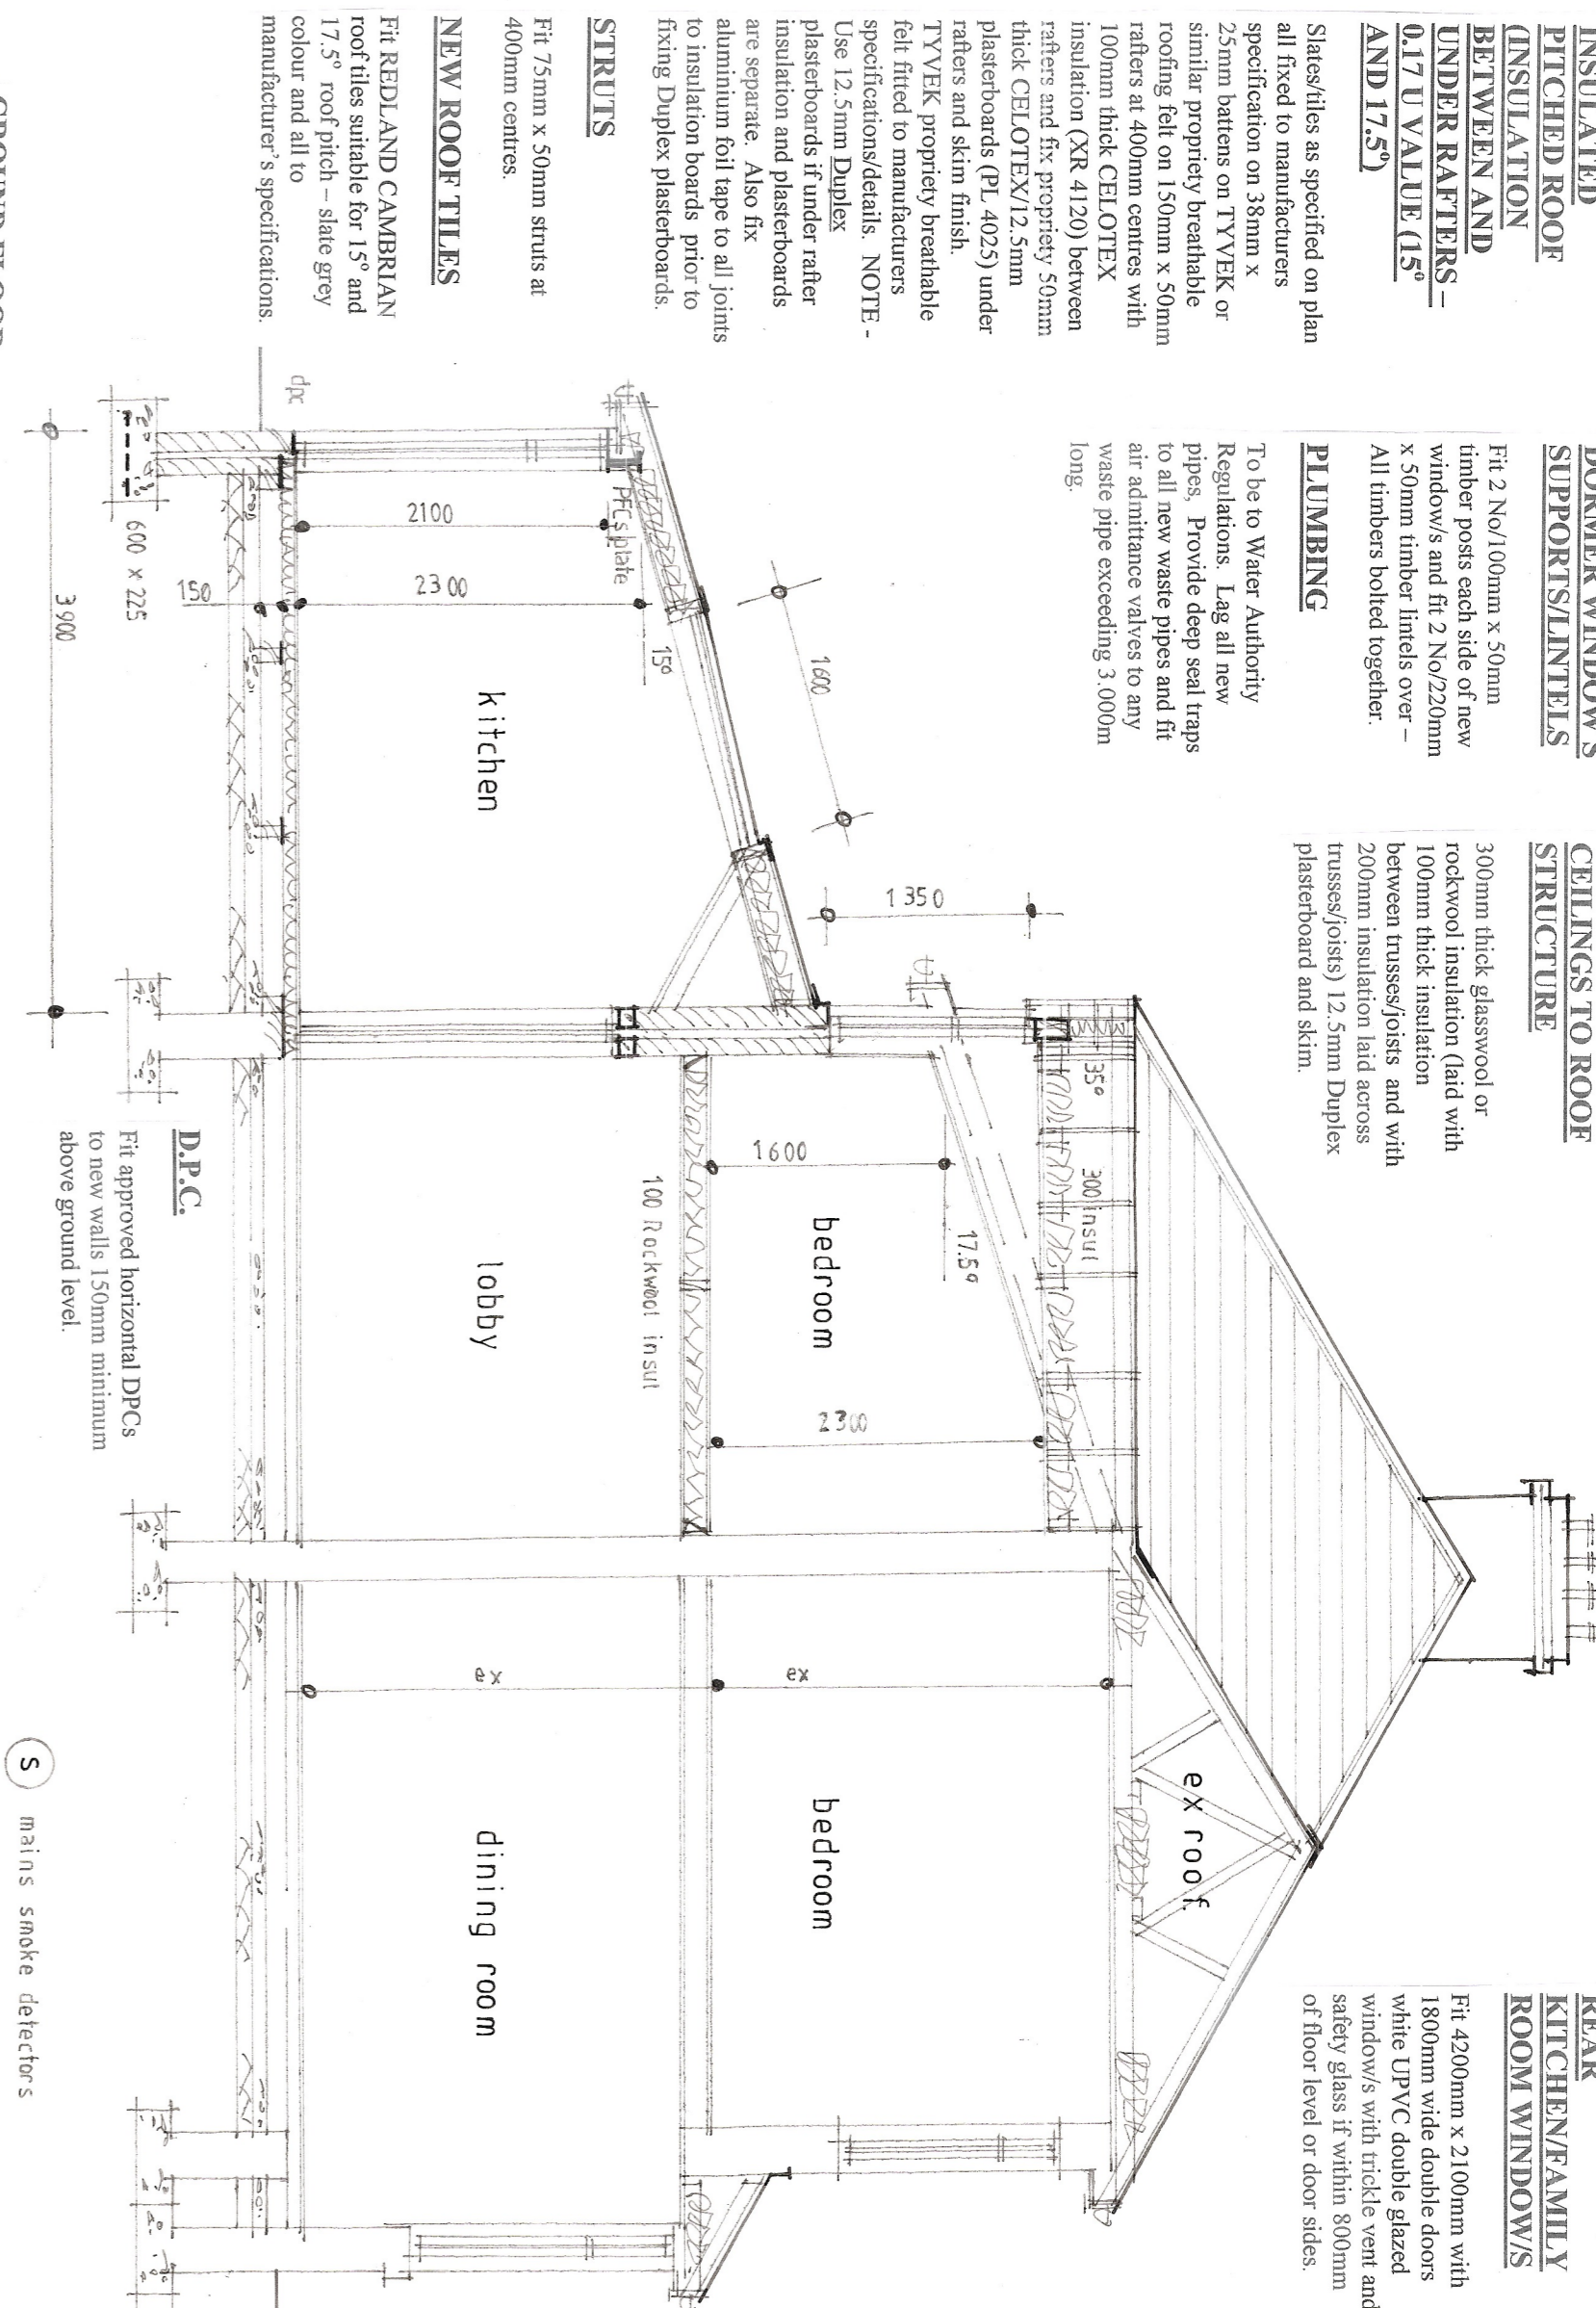 INSULATED
PITCHED ROOF
(INSULATION
BETWEEN AND
UNDER RAFTERS –
0.17 U VALUE (15º
AND 17.5º)
Slates/tiles as specified on plan
all fixed to manufacturers
specification on 38mm x
25mm battens on TYVEK or
similar propriety breathable
roofing felt on 150mm x 50mm
rafters at 400mm centres with
100mm thick CELOTEX
insulation (XR 4120) between
rafters and fix propriety 50mm
thick CELOTEX/12.5mm
plasterboards (PL 4025) under
rafters and skim finish.
TYVEK propriety breathable
felt fitted to manufacturers
specifications/details. NOTE -
Use 12.5mm Duplex
plasterboards if under rafter
insulation and plasterboards
are separate. Also fix
aluminium foil tape to all joints
to insulation boards prior to
fixing Duplex plasterboards.
STRUTS
Fit 75mm x 50mm struts at
400mm centres.
NEW ROOF TILES
Fit REDLAND CAMBRIAN
roof tiles suitable for 15º and
17.5º roof pitch – slate grey
colour and all to
manufacturer's specifications.
GROUND FLOOR
DORMER WINDOW'S
SUPPORTS/LINTELS
Fit 2 No/100mm x 50mm
timber posts each side of new
window/s and fit 2 No/220mm
x 50mm timber lintels over –
All timbers bolted together.
PLUMBING
To be to Water Authority
Regulations. Lag all new
pipes, Provide deep seal traps
to all new waste pipes and fit
air admittance valves to any
waste pipe exceeding 3.000m
long.
CEILINGS TO ROOF
STRUCTURE
300mm thick glasswool or
rockwool insulation (laid with
100mm thick insulation
between trusses/joists and with
200mm insulation laid across
trusses/joists) 12.5mm Duplex
plasterboard and skim.
REAR
KITCHEN/FAMILY
ROOM WINDOW/S
Fit 4200mm x 2100mm with
1800mm wide double doors
white UPVC double glazed
window/s with trickle vent and
safety glass if within 800mm
of floor level or door sides.
1600
1350
35º
300 insul
ex roof
1600
bedroom
17.5º
2300
ex
bedroom
PFC s/plate
15º
100 Rockwool insul
2100
2300
kitchen
lobby
ex
dining room
dpc
150
600 x 225
3900
D.P.C.
Fit approved horizontal DPCs
to new walls 150mm minimum
above ground level.
S mains smoke detectors